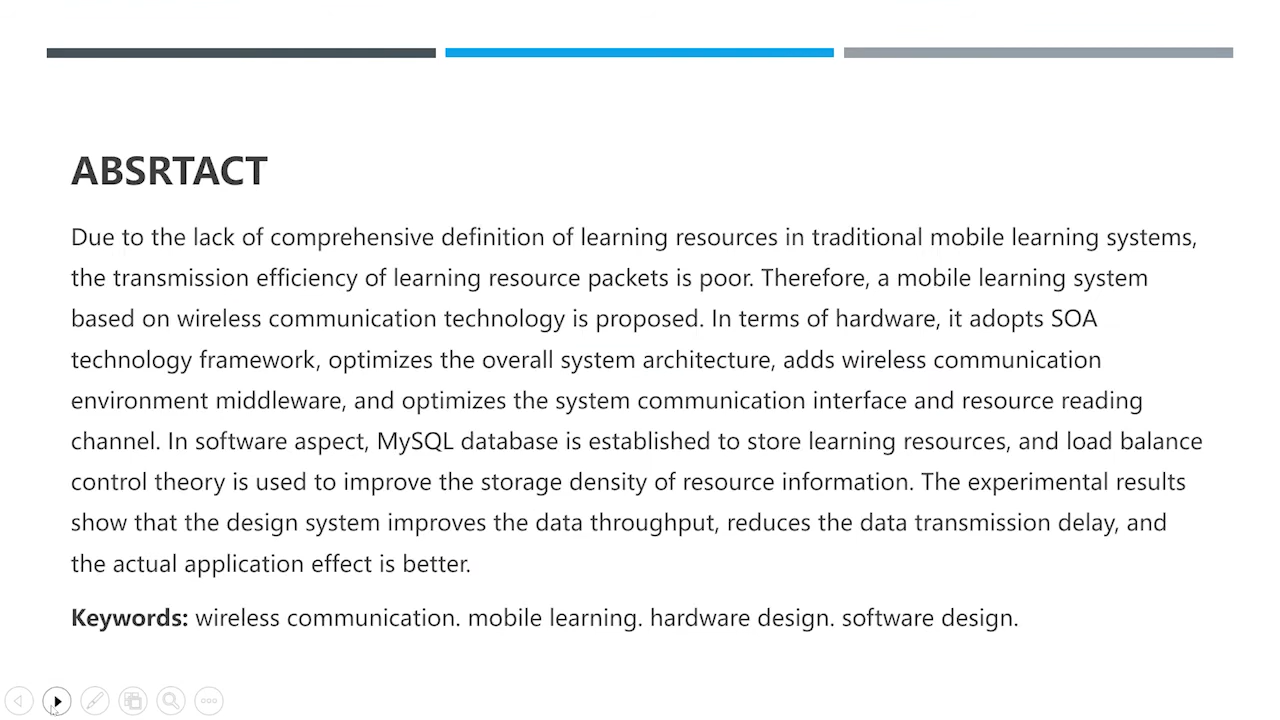 ABSRTACT
Due to the lack of comprehensive definition of learning resources in traditional mobile learning systems,
the transmission efficiency of learning resource packets is poor. Therefore, a mobile learning system
based on wireless communication technology is proposed. In terms of hardware, it adopts SOA
technology framework, optimizes the overall system architecture, adds wireless communication
environment middleware, and optimizes the system communication interface and resource reading
channel. In software aspect, MySQL database is established to store learning resources, and load balance
control theory is used to improve the storage density of resource information. The experimental results
show that the design system improves the data throughput, reduces the data transmission delay, and
the actual application effect is better.
Keywords: wireless communication. mobile learning. hardware design. software design.